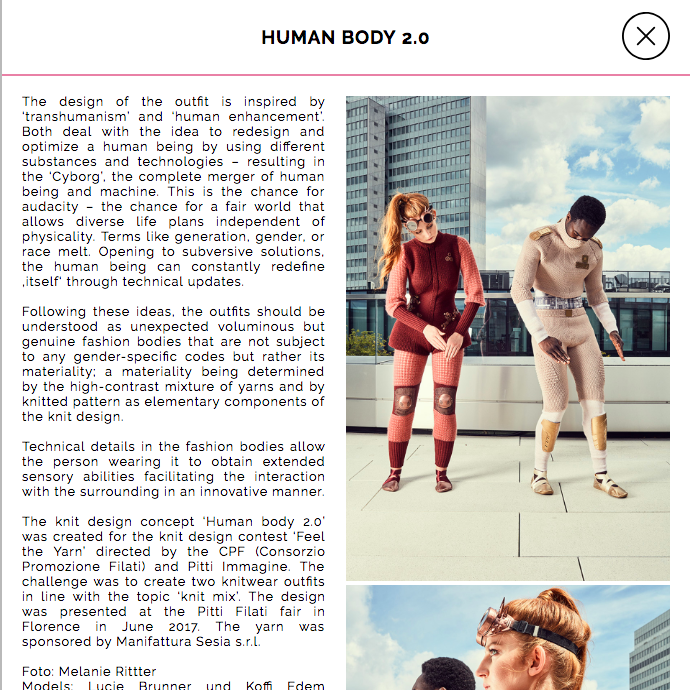 HUMAN BODY 2.0
The design of the outfit is inspired by
‘transhumanism’ and ‘human enhancement’.
Both deal with the idea to redesign and
optimize a human being by using different
substances and technologies – resulting in
the ‘Cyborg’, the complete merger of human
being and machine. This is the chance for
audacity – the chance for a fair world that
allows diverse life plans independent of
physicality. Terms like generation, gender, or
race melt. Opening to subversive solutions,
the human being can constantly redefine
‚itself‘ through technical updates.
Following these ideas, the outfits should be
understood as unexpected voluminous but
genuine fashion bodies that are not subject
to any gender-specific codes but rather its
materiality; a materiality being determined
by the high-contrast mixture of yarns and by
knitted pattern as elementary components of
the knit design.
Technical details in the fashion bodies allow
the person wearing it to obtain extended
sensory abilities facilitating the interaction
with the surrounding in an innovative manner.
The knit design concept ‘Human body 2.0’
was created for the knit design contest ‘Feel
the Yarn’ directed by the CPF (Consorzio
Promozione Filati) and Pitti Immagine. The
challenge was to create two knitwear outfits
in line with the topic ‘knit mix’. The design
was presented at the Pitti Filati fair in
Florence in June 2017. The yarn was
sponsored by Manifattura Sesia s.r.l.
Foto: Melanie Rittter
Models: Lucie Brunner und Koffi Edem